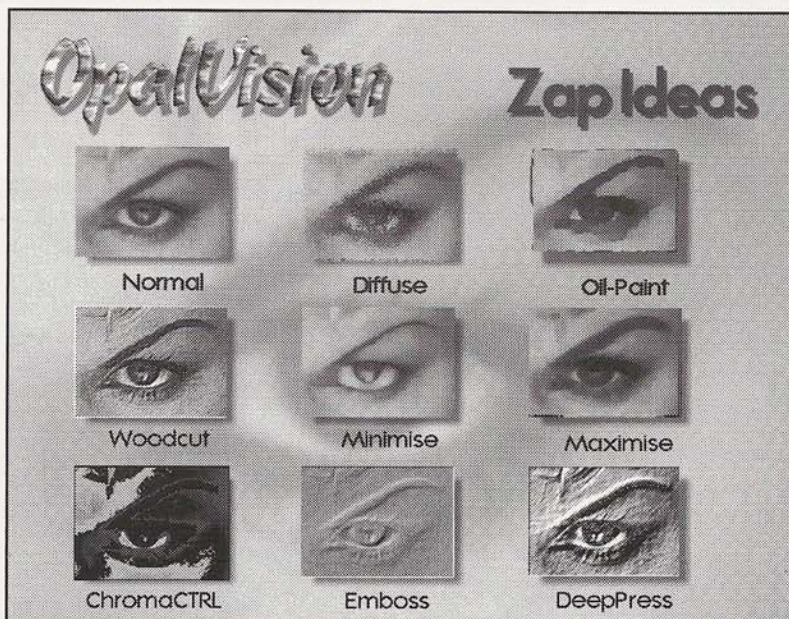 OpalVision Zap Ideas
Normal Diffuse Oil-Paint
Woodcut Minimise Maximise
ChromaCTRL Emboss DeepPress